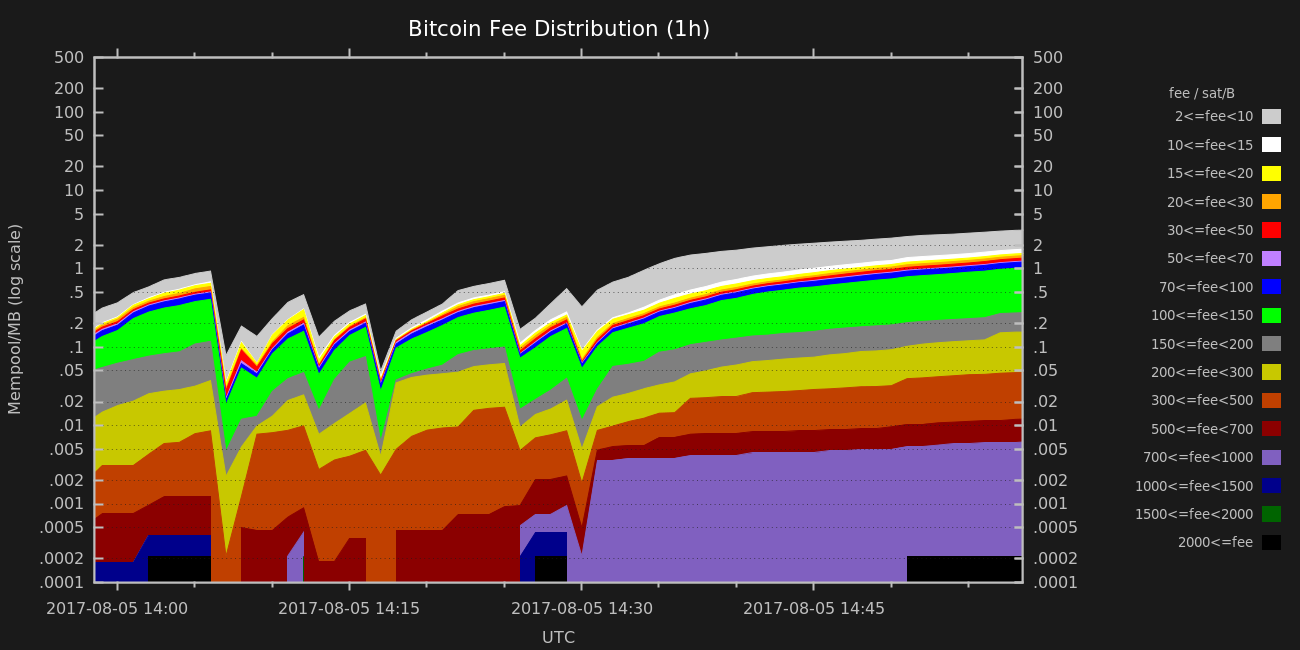 Bitcoin Fee Distribution (1h)
Mempool/MB (log scale)
500
200
100
50
20
10
5
2
1
.5
.2
.1
.05
.02
.01
.005
.002
.001
.0005
.0002
.0001
500
200
100
50
20
10
5
2
1
.5
.2
.1
.05
.02
.01
.005
.002
.001
.0005
.0002
.0001
2017-08-05 14:00 2017-08-05 14:15 2017-08-05 14:30 2017-08-05 14:45
UTC
fee / sat/B
2<=fee<10
10<=fee<15
15<=fee<20
20<=fee<30
30<=fee<50
50<=fee<70
70<=fee<100
100<=fee<150
150<=fee<200
200<=fee<300
300<=fee<500
500<=fee<700
700<=fee<1000
1000<=fee<1500
1500<=fee<2000
2000<=fee